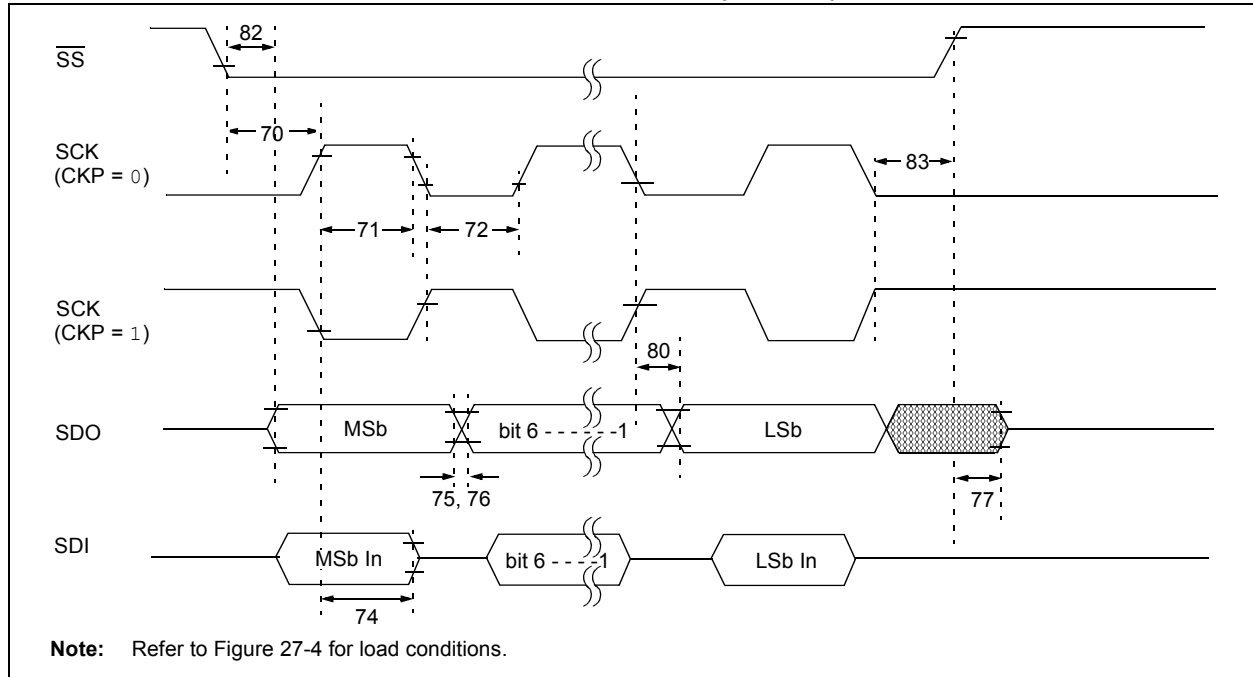 SS
82
70
SCK
(CKP = 0)
83
71
72
SCK
(CKP = 1)
80
SDO
MSb
bit 6 - - - - - -1
LSb
75, 76
77
SDI
MSb In
bit 6 - - - -1
LSb In
74
Note: Refer to Figure 27-4 for load conditions.